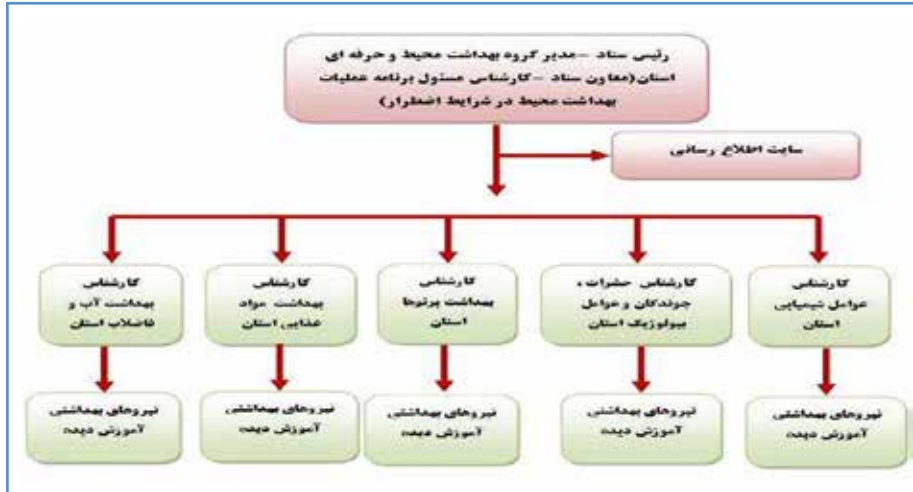 رئیس ستاد -مدیر گروه بهداشت محیط و حرفه ای
استان(معاون ستاد -کارشناس مسئول برنامه عملیات
بهداشت محیط در شرایط اضطرار)
سایت اطلاع رسانی
کارشناس
عوامل شیمیایی
استان
کارشناس حشرات ،
جوندگان و عوامل
بیولوژیک استان
کارشناس
بهداشت پرتوها
استان
کارشناس
بهداشت مواد
غذایی استان
کارشناس
بهداشت آب و
فاضلاب استان
نیروهای بهداشتی
آموزش دیده
نیروهای بهداشتی
آموزش دیده
نیروهای بهداشتی
آموزش دیده
نیروهای بهداشتی
آموزش دیده
نیروهای بهداشتی
آموزش دیده